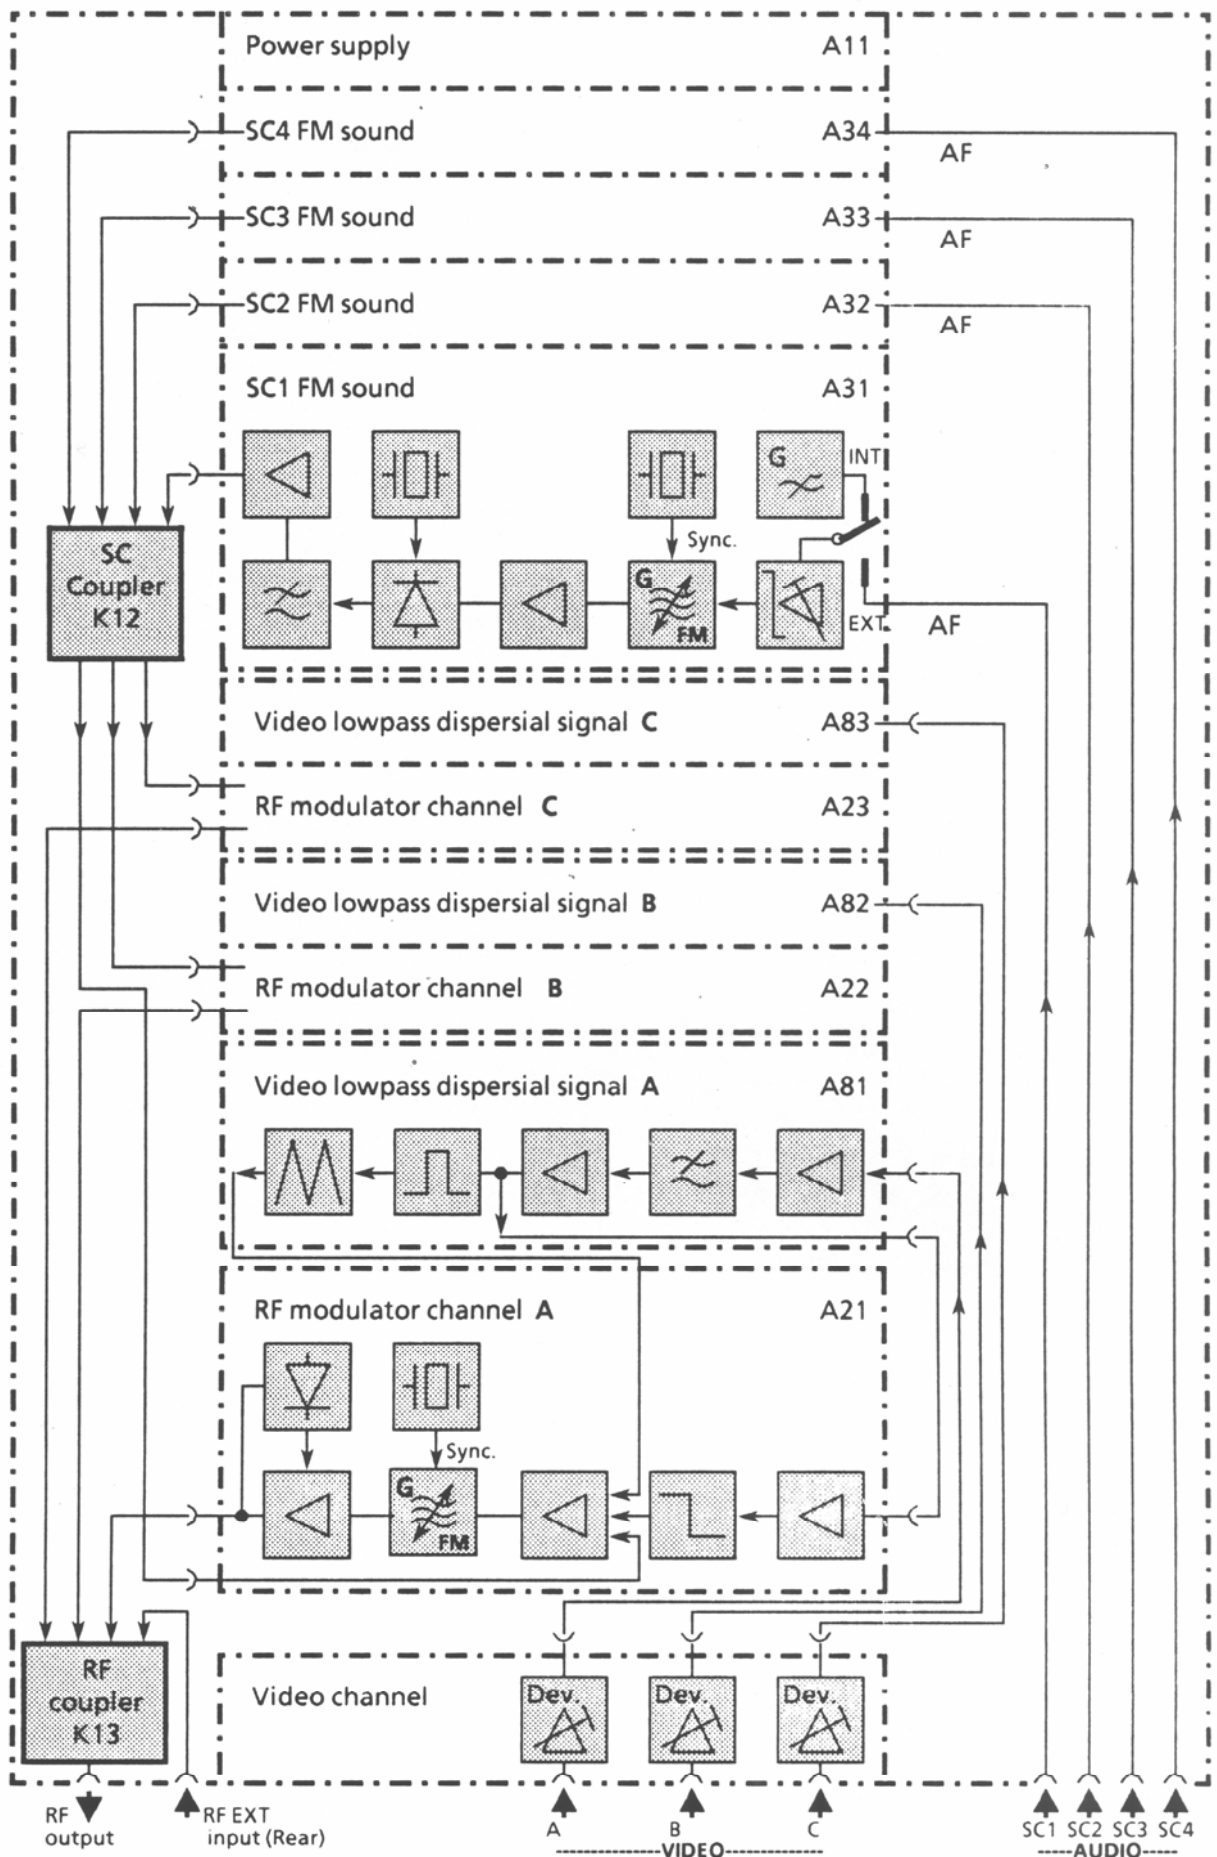 Power supply A11
SC4 FM sound A34
AF
SC3 FM sound A33
AF
SC2 FM sound A32
AF
SC1 FM sound A31
G INT
Sync.
SC
Coupler
K12
G
FM
EXT
AF
Video lowpass dispersial signal C A83
RF modulator channel C A23
Video lowpass dispersial signal B A82
RF modulator channel B A22
Video lowpass dispersial signal A A81
RF modulator channel A A21
Sync.
G
FM
RF
coupler
K13
Video channel
Dev. Dev. Dev.
RF
output
RF EXT
input (Rear)
A B C
VIDEO
SC1 SC2 SC3 SC4
AUDIO